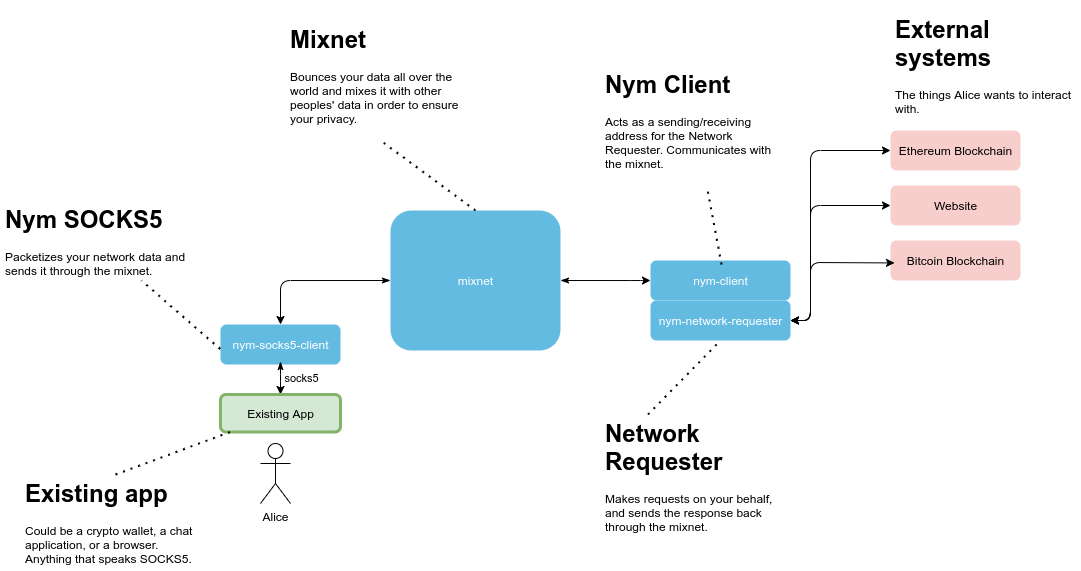 Mixnet
Bounces your data all over the
world and mixes it with other
peoples' data in order to ensure
your privacy.
Nym Client
Acts as a sending/receiving
address for the Network
Requester. Communicates with
the mixnet.
External
systems
The things Alice wants to interact
with.
Ethereum Blockchain
Website
Bitcoin Blockchain
Nym SOCKS5
Packetizes your network data and
sends it through the mixnet.
mixnet
nym-client
nym-network-requester
nym-socks5-client
socks5
Existing App
Alice
Existing app
Could be a crypto wallet, a chat
application, or a browser.
Anything that speaks SOCKS5.
Network
Requester
Makes requests on your behalf,
and sends the response back
through the mixnet.